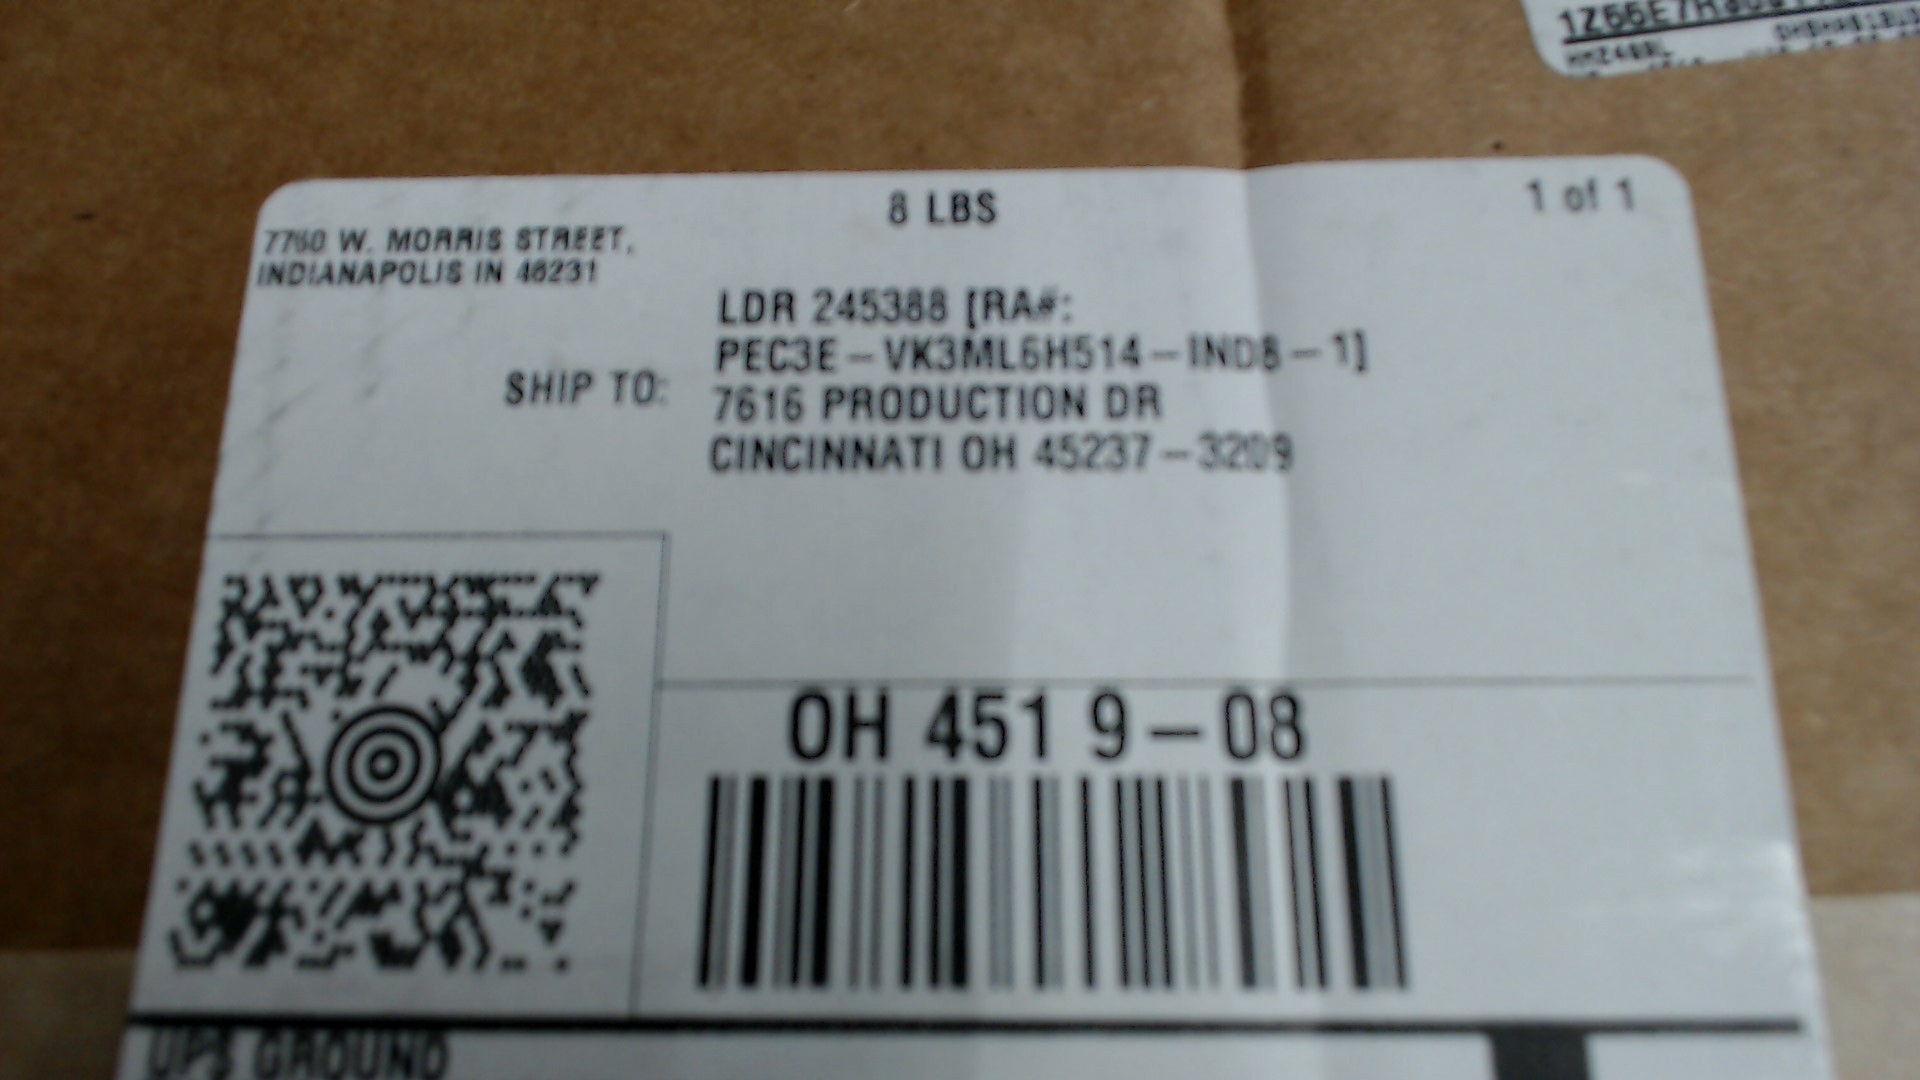 8 LBS
1 of 1
7760 W. MORRIS STREET,
INDIANAPOLIS IN 46231
LDR 245388 [RA#:
PEC3E-VK3ML6H514-IND8-1]
SHIP TO:
7616 PRODUCTION DR
CINCINNATI OH 45237-3209
OH 451 9-08
UPS GROUND